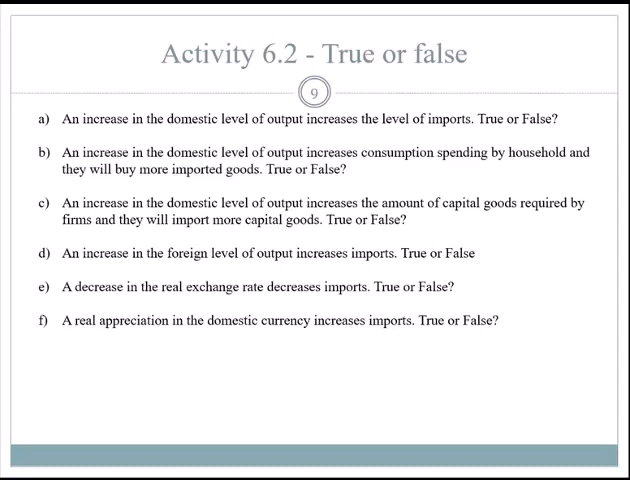 Activity 6.2 - True or false
9
a) An increase in the domestic level of output increases the level of imports. True or False?
b) An increase in the domestic level of output increases consumption spending by household and
they will buy more imported goods. True or False?
c) An increase in the domestic level of output increases the amount of capital goods required by
firms and they will import more capital goods. True or False?
d) An increase in the foreign level of output increases imports. True or False
e) A decrease in the real exchange rate decreases imports. True or False?
f) A real appreciation in the domestic currency increases imports. True or False?